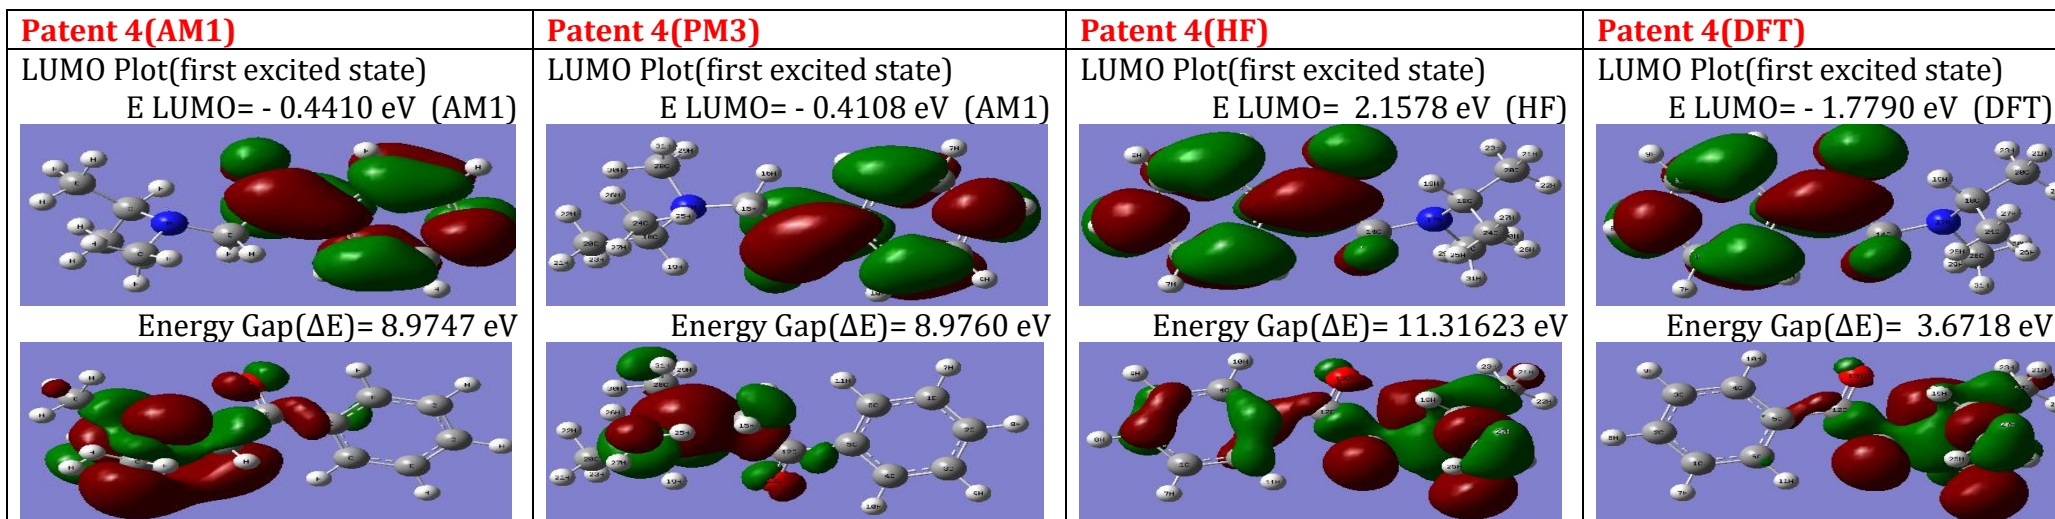 Patent 4(AM1)
LUMO Plot(first excited state)
E LUMO= - 0.4410 eV (AM1)
Energy Gap(ΔE)= 8.9747 eV
Patent 4(PM3)
LUMO Plot(first excited state)
E LUMO= - 0.4108 eV (AM1)
Energy Gap(ΔE)= 8.9760 eV
Patent 4(HF)
LUMO Plot(first excited state)
E LUMO= 2.1578 eV (HF)
Energy Gap(ΔE)= 11.31623 eV
Patent 4(DFT)
LUMO Plot(first excited state)
E LUMO= - 1.7790 eV (DFT)
Energy Gap(ΔE)= 3.6718 eV